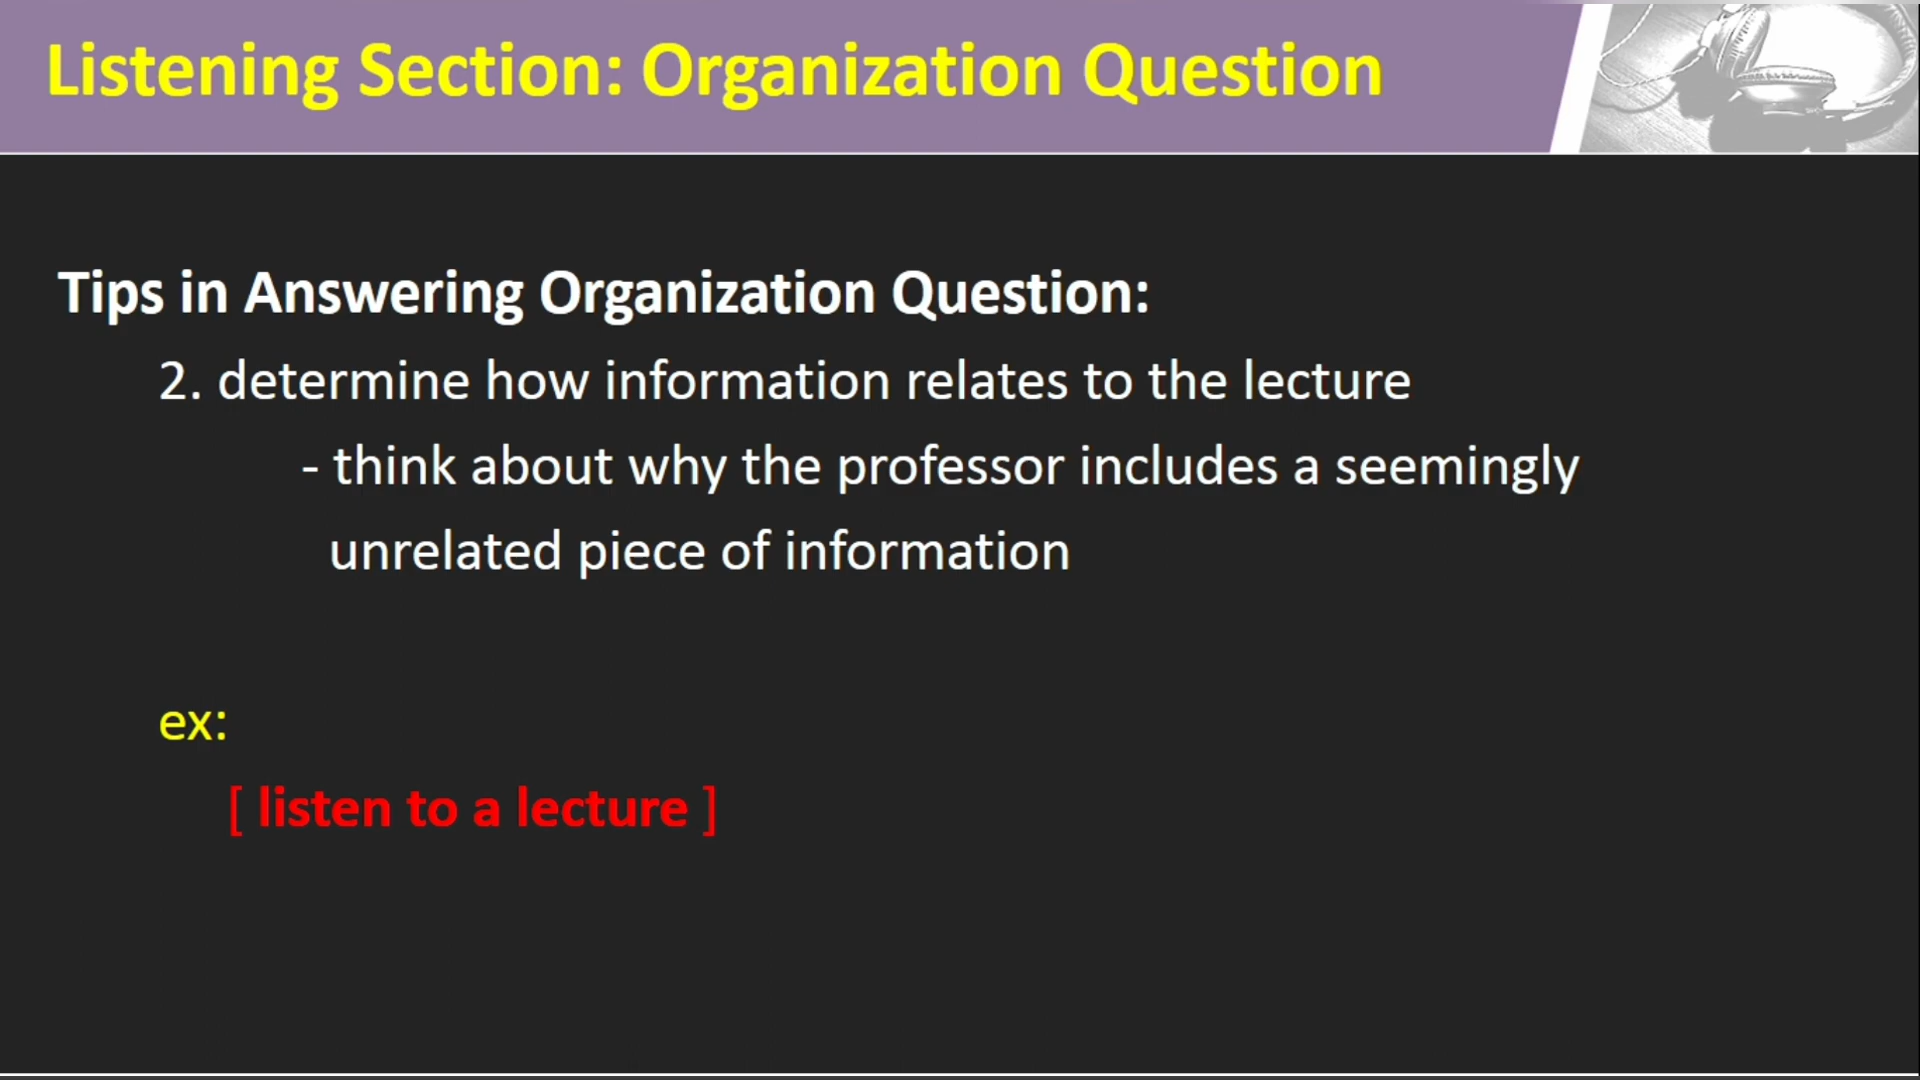 Listening Section: Organization Question
Tips in Answering Organization Question:
2. determine how information relates to the lecture
- think about why the professor includes a seemingly
unrelated piece of information
ex:
[ listen to a lecture ]